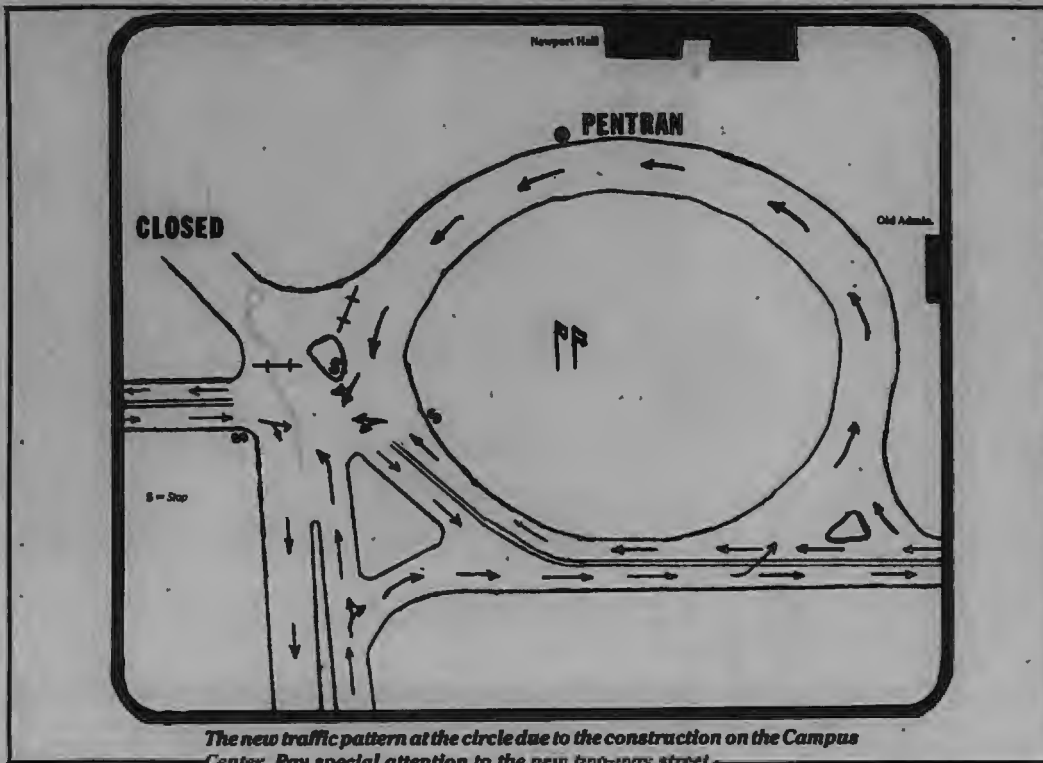 Newport Hall
PENTRAN
Old Admin.
CLOSED
S
S
S
S = Stop
The new traffic pattern at the circle due to the construction on the Campus
Center. Pay special attention to the new two-way street.